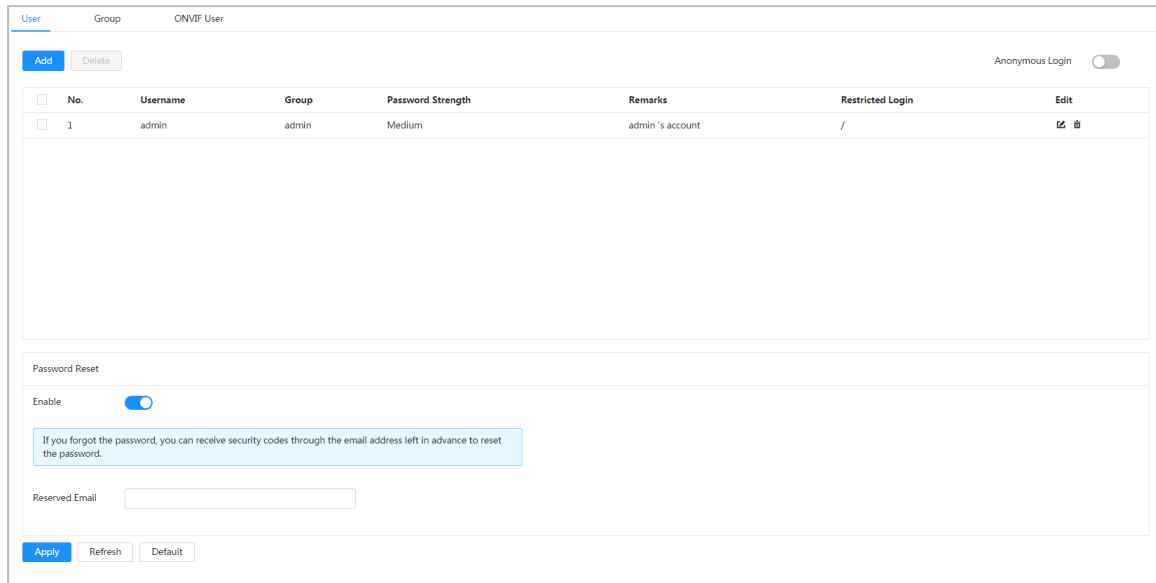 User Group ONVIF User
Add Delete Anonymous Login
No. Username Group Password Strength Remarks Restricted Login Edit
1 admin admin Medium admin 's account /
Password Reset
Enable
If you forgot the password, you can receive security codes through the email address left in advance to reset
the password.
Reserved Email
Apply Refresh Default